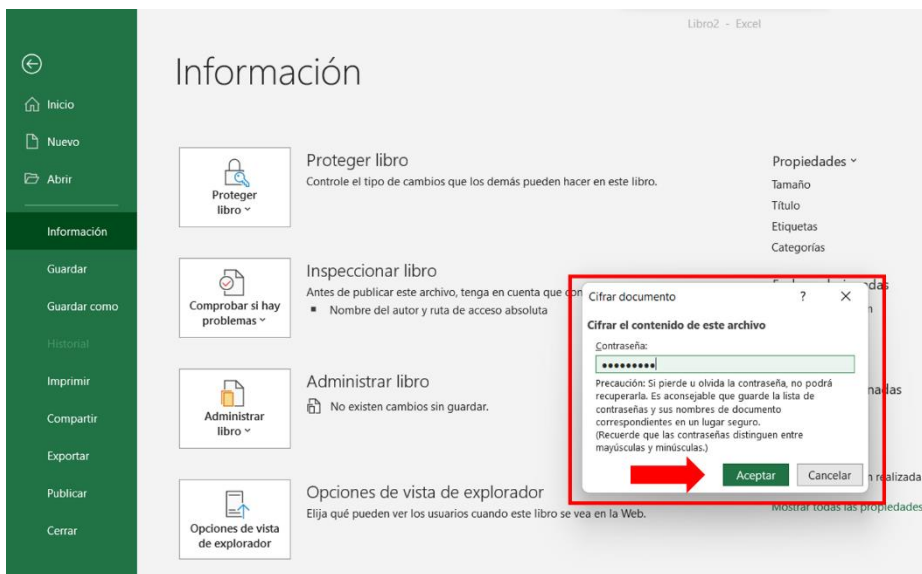 Libro2 - Excel
Información
Inicio
Nuevo
Abrir
Información
Guardar
Guardar como
Historial
Imprimir
Compartir
Exportar
Publicar
Cerrar
Proteger
libro
Proteger libro
Controle el tipo de cambios que los demás pueden hacer en este libro.
Comprobar si hay
problemas
Inspeccionar libro
Antes de publicar este archivo, tenga en cuenta que
Nombre del autor y ruta de acceso absoluta
Administrar
libro
Administrar libro
No existen cambios sin guardar.
Opciones de vista
de explorador
Opciones de vista de explorador
Elija qué pueden ver los usuarios cuando este libro se vea en la Web.
Propiedades
Tamaño
Título
Etiquetas
Categorías
Cifrar documento ? X
Cifrar el contenido de este archivo
Contraseña:
•••••••••
Precaución: Si pierde u olvida la contraseña, no podrá
recuperarla. Es aconsejable que guarde la lista de
contraseñas y sus nombres de documento
correspondientes en un lugar seguro.
(Recuerde que las contraseñas distinguen entre
mayúsculas y minúsculas.)
Aceptar Cancelar
Mostrar todas las propiedades